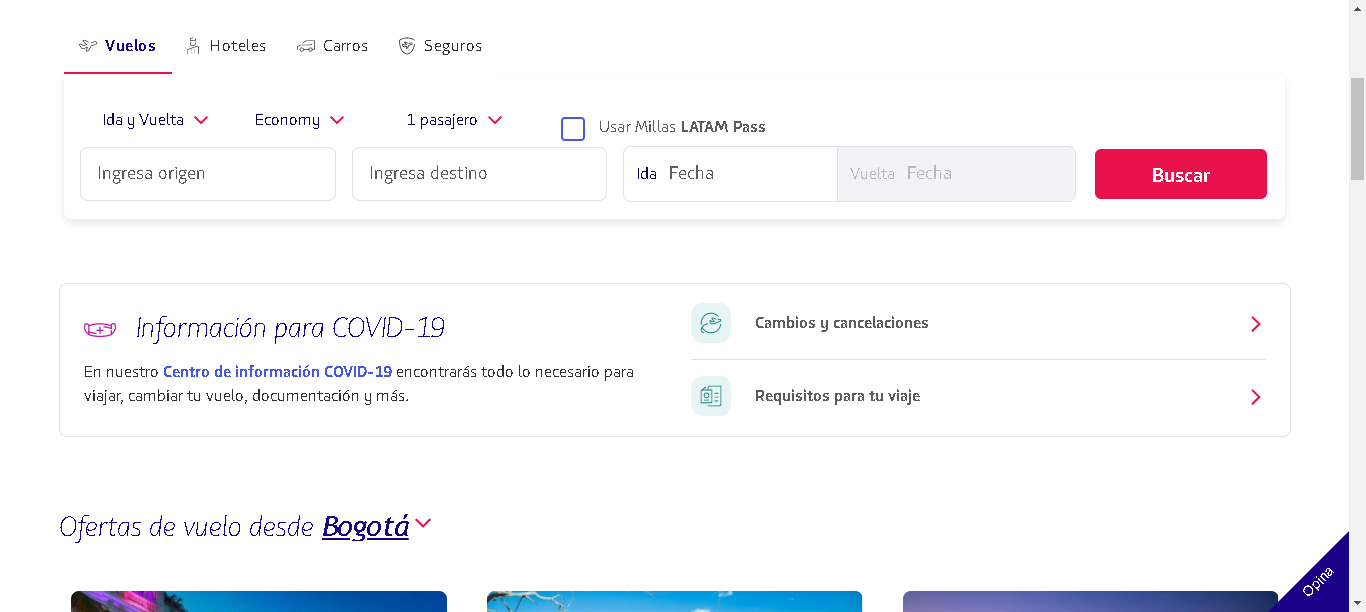 Vuelos Hoteles Carros Seguros
Ida y Vuelta Economy 1 pasajero Usar Millas LATAM Pass
Ingresa origen Ingresa destino Ida Fecha Vuelta Fecha Buscar
Información para COVID-19
En nuestro Centro de información COVID-19 encontrarás todo lo necesario para
viajar, cambiar tu vuelo, documentación y más.
Cambios y cancelaciones
Requisitos para tu viaje
Ofertas de vuelo desde Bogotá
Opina